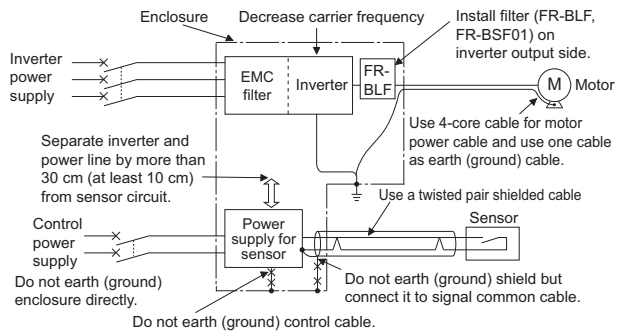 Enclosure
Decrease carrier frequency
Install filter (FR-BLF,
FR-BSF01) on
inverter output side.
Inverter
power
supply
EMC
filter
Inverter
FR-
BLF
M
Motor
Use 4-core cable for motor
power cable and use one cable
as earth (ground) cable.
Separate inverter and
power line by more than
30 cm (at least 10 cm)
from sensor circuit.
Use a twisted pair shielded cable
Control
power
supply
Power
supply for
sensor
Sensor
Do not earth (ground)
enclosure directly.
Do not earth (ground) shield but
connect it to signal common cable.
Do not earth (ground) control cable.